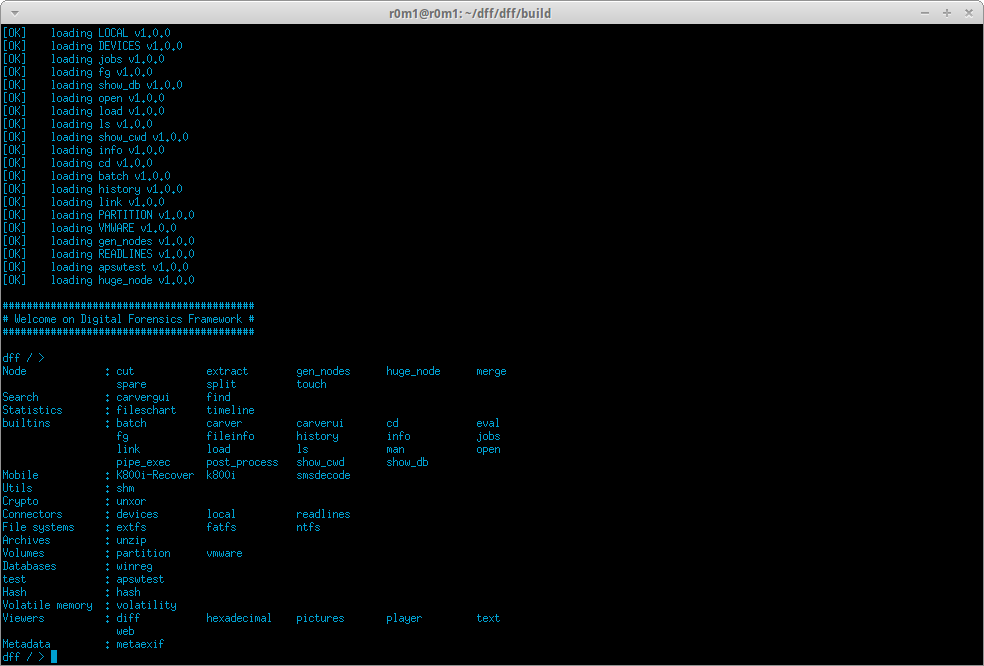 r0m1@r0m1: ~/dff/dff/build
[OK]    loading LOCAL v1.0.0
[OK]    loading DEVICES v1.0.0
[OK]    loading jobs v1.0.0
[OK]    loading fg v1.0.0
[OK]    loading show_db v1.0.0
[OK]    loading open v1.0.0
[OK]    loading load v1.0.0
[OK]    loading ls v1.0.0
[OK]    loading show_cwd v1.0.0
[OK]    loading info v1.0.0
[OK]    loading cd v1.0.0
[OK]    loading batch v1.0.0
[OK]    loading history v1.0.0
[OK]    loading link v1.0.0
[OK]    loading PARTITION v1.0.0
[OK]    loading VMWARE v1.0.0
[OK]    loading gen_nodes v1.0.0
[OK]    loading READLINES v1.0.0
[OK]    loading apswtest v1.0.0
[OK]    loading huge_node v1.0.0
##########################################
# Welcome on Digital Forensics Framework #
##########################################
dff / >
Node             : cut            extract        gen_nodes      huge_node      merge
                   spare          split          touch
Search           : carvergui      find
Statistics       : fileschart     timeline
builtins         : batch          carver         carverui       cd             eval
                   fg             fileinfo       history        info           jobs
                   link           load           ls             man            open
                   pipe_exec      post_process   show_cwd       show_db
Mobile           : K800i-Recover  k800i          smsdecode
Utils            : shm
Crypto           : unxor
Connectors       : devices        local          readlines
File systems     : extfs          fatfs          ntfs
Archives         : unzip
Volumes          : partition      vmware
Databases        : winreg
test             : apswtest
Hash             : hash
Volatile memory  : volatility
Viewers          : diff           hexadecimal    pictures       player         text
                   web
Metadata         : metaexif
dff / >